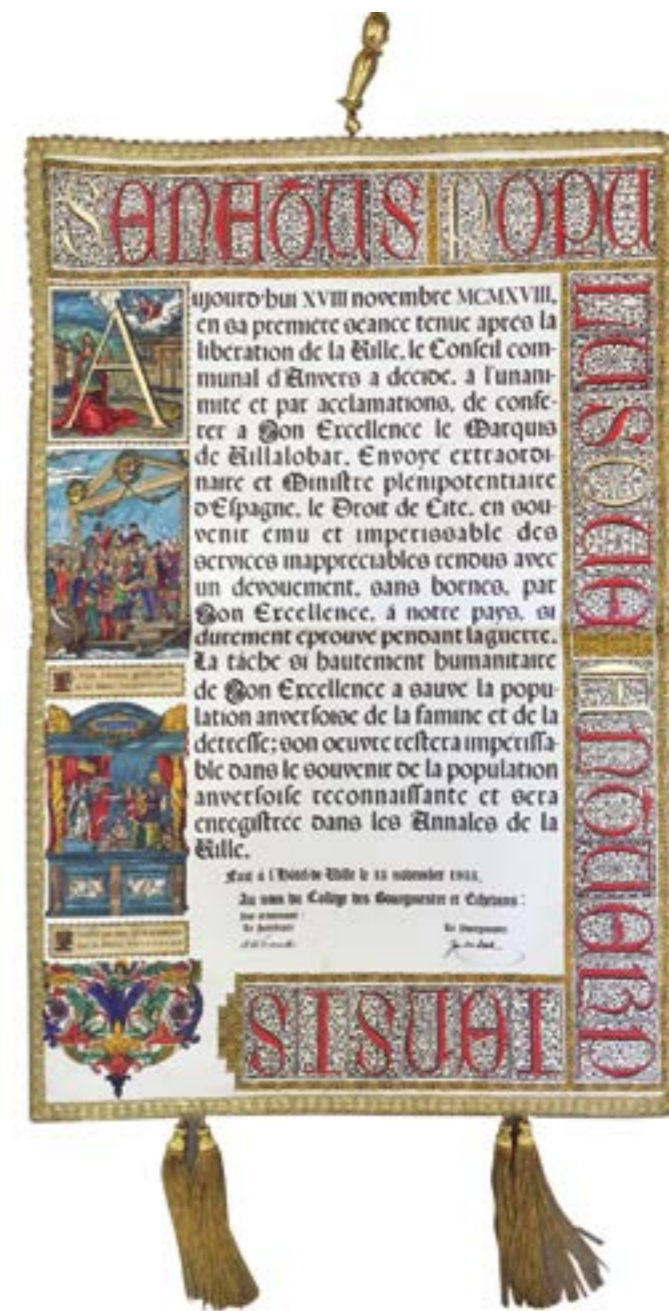 SENATUS POPU
LUSQUE ANTVERP
IENSIS
Aujourd'hui XVIII novembre MCMXVIII,
en sa premiere seance tenue apres la
liberation de la Ville, le Conseil com-
munal d'Anvers a decide, a l'unani-
mite et par acclamations, de confe-
rer a Son Excellence le Marquis
de Villalobar, Envoye extraordi-
naire et Ministre plenipotentiaire
d'Espagne, le Droit de Cite, en sou-
venir emu et imperissable des
services inappreciables rendus avec
un devouement, sans bornes, par
Son Excellence, á notre pays, si
durement eprouve pendant la guerre.
La tâche si hautement humanitaire
de Son Excellence a sauve la popu-
lation anversoise de la famine et de la
detresse; son oeuvre restera imperissa-
ble dans le souvenir de la population
anversoise reconnaissante et sera
enregistree dans les Annales de la
Ville.
Fait à l'Hôtel-de-Ville le 18 novembre 1918.
Au nom du College des Bourgmestre et Echevins:
Le Bourgmestre